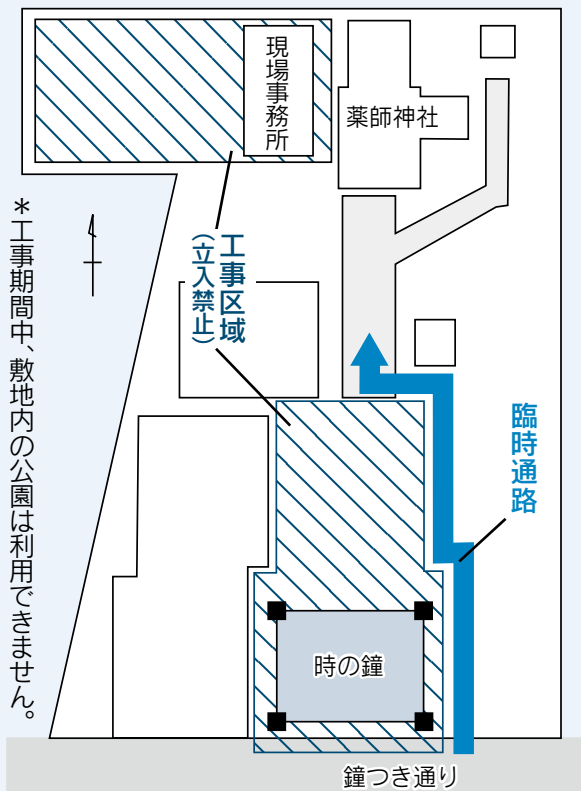 現場事務所
薬師神社
工事区域
(立入禁止)
臨時通路
*工事期間中、敷地内の公園は利用できません。
時の鐘
鐘つき通り